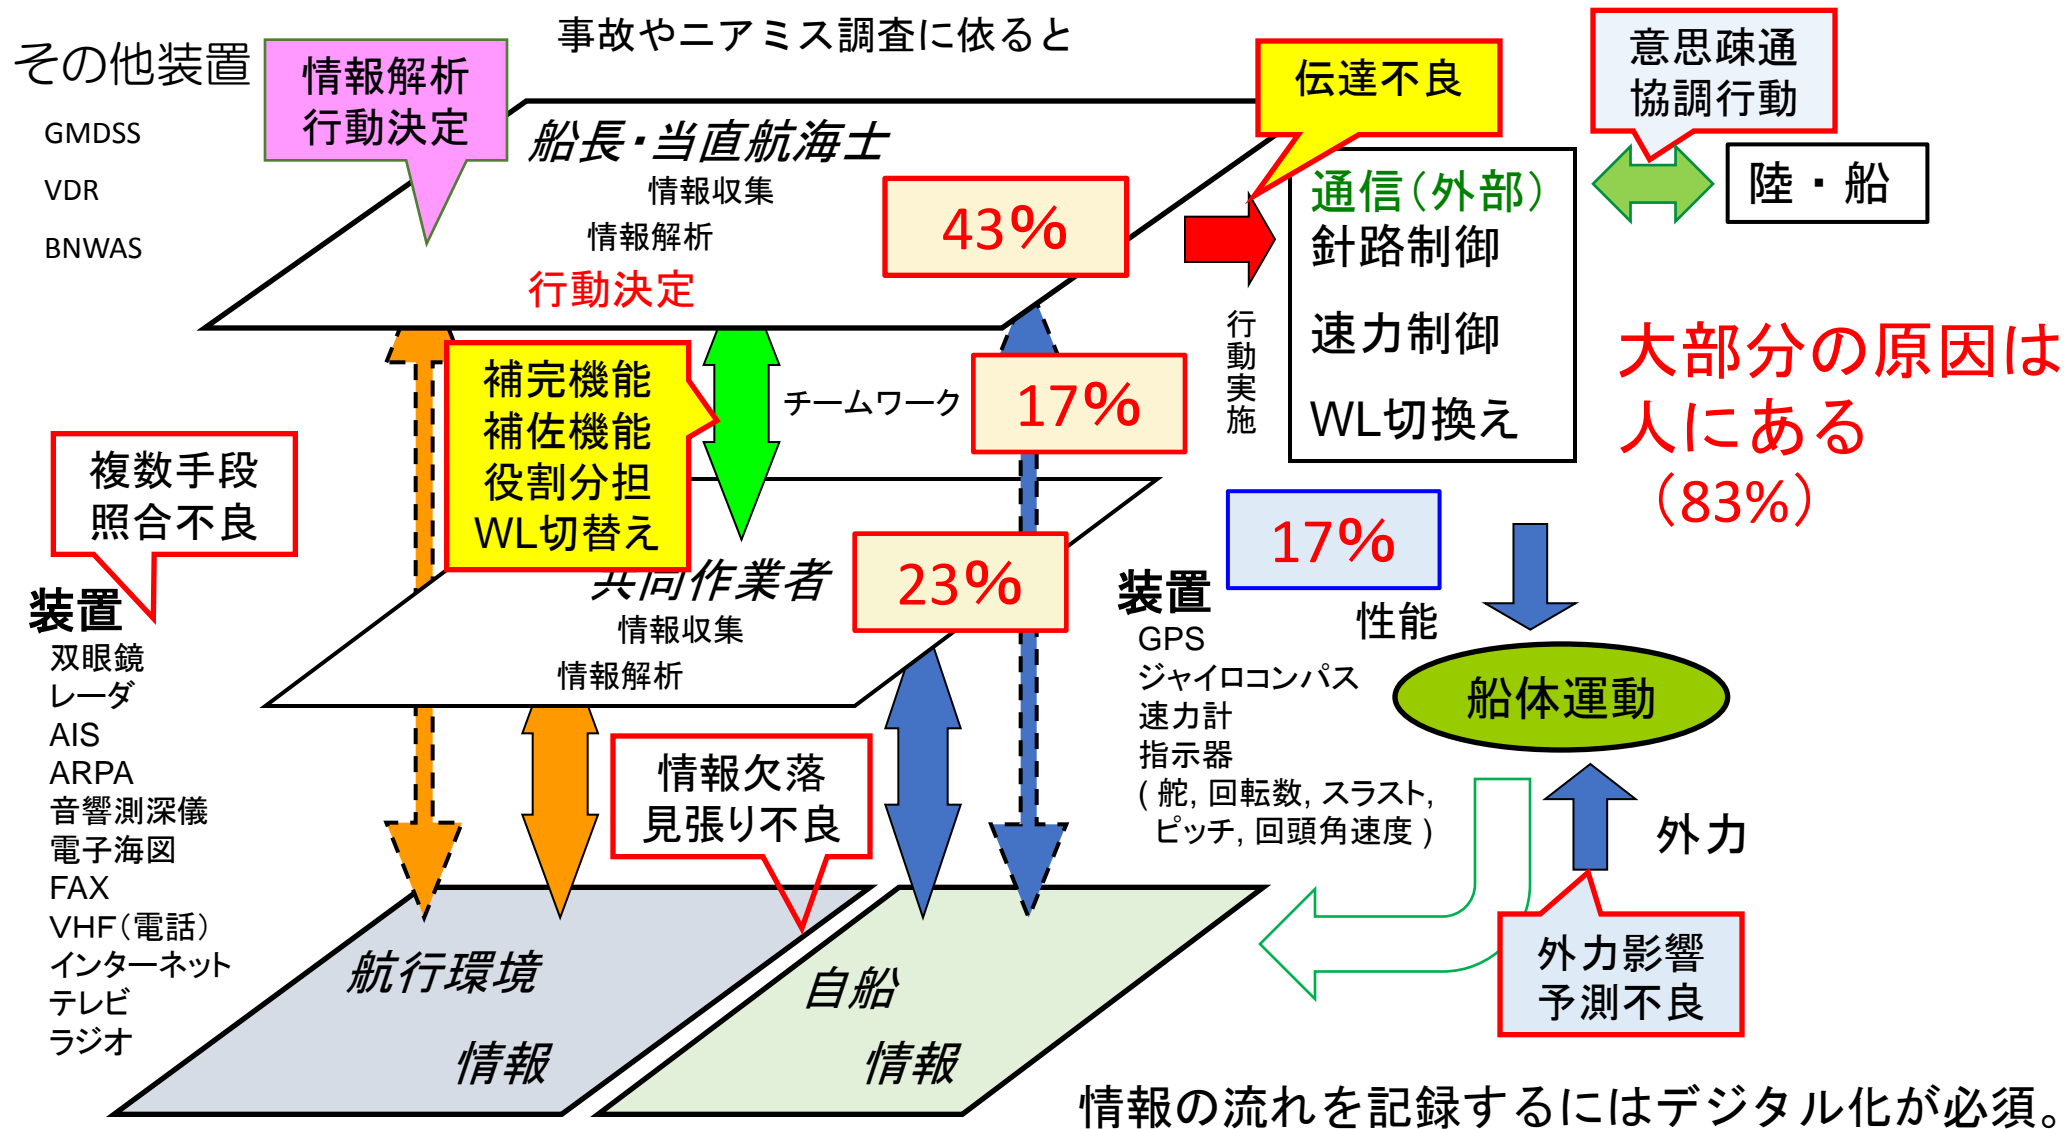 事故やニアミス調査に依ると
その他装置
GMDSS
VDR
BNWAS
情報解析
行動決定
船長・当直航海士
情報収集
情報解析
行動決定
43%
伝達不良
意思疎通
協調行動
通信（外部）
針路制御
速力制御
WL切換え
陸・船
行動実施
大部分の原因は
人にある
（83%）
補完機能
補佐機能
役割分担
WL切替え
チームワーク
17%
複数手段
照合不良
共同作業者
情報収集
情報解析
23%
17%
装置
双眼鏡
レーダ
AIS
ARPA
音響測深儀
電子海図
FAX
VHF（電話）
インターネット
テレビ
ラジオ
情報欠落
見張り不良
装置
性能
GPS
ジャイロコンパス
速力計
指示器
( 舵, 回転数, スラスト,
ピッチ, 回頭角速度 )
船体運動
外力
外力影響
予測不良
航行環境
情報
自船
情報
情報の流れを記録するにはデジタル化が必須。